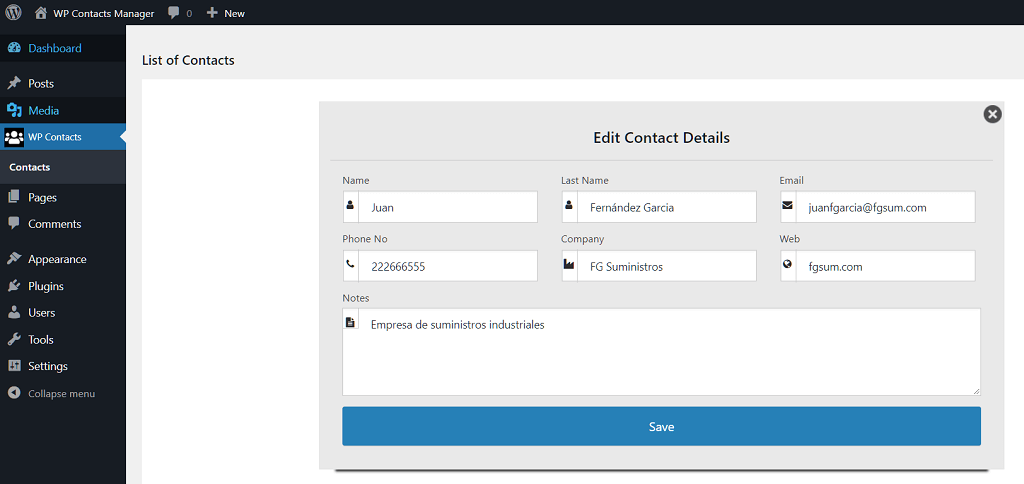 WP Contacts Manager 0 New
Dashboard
Posts
Media
WP Contacts
Contacts
Pages
Comments
Appearance
Plugins
Users
Tools
Settings
Collapse menu
List of Contacts
Edit Contact Details
Name Last Name Email
Juan Fernández Garcia juanfgarcia@fgsum.com
Phone No Company Web
222666555 FG Suministros fgsum.com
Notes
Empresa de suministros industriales
Save